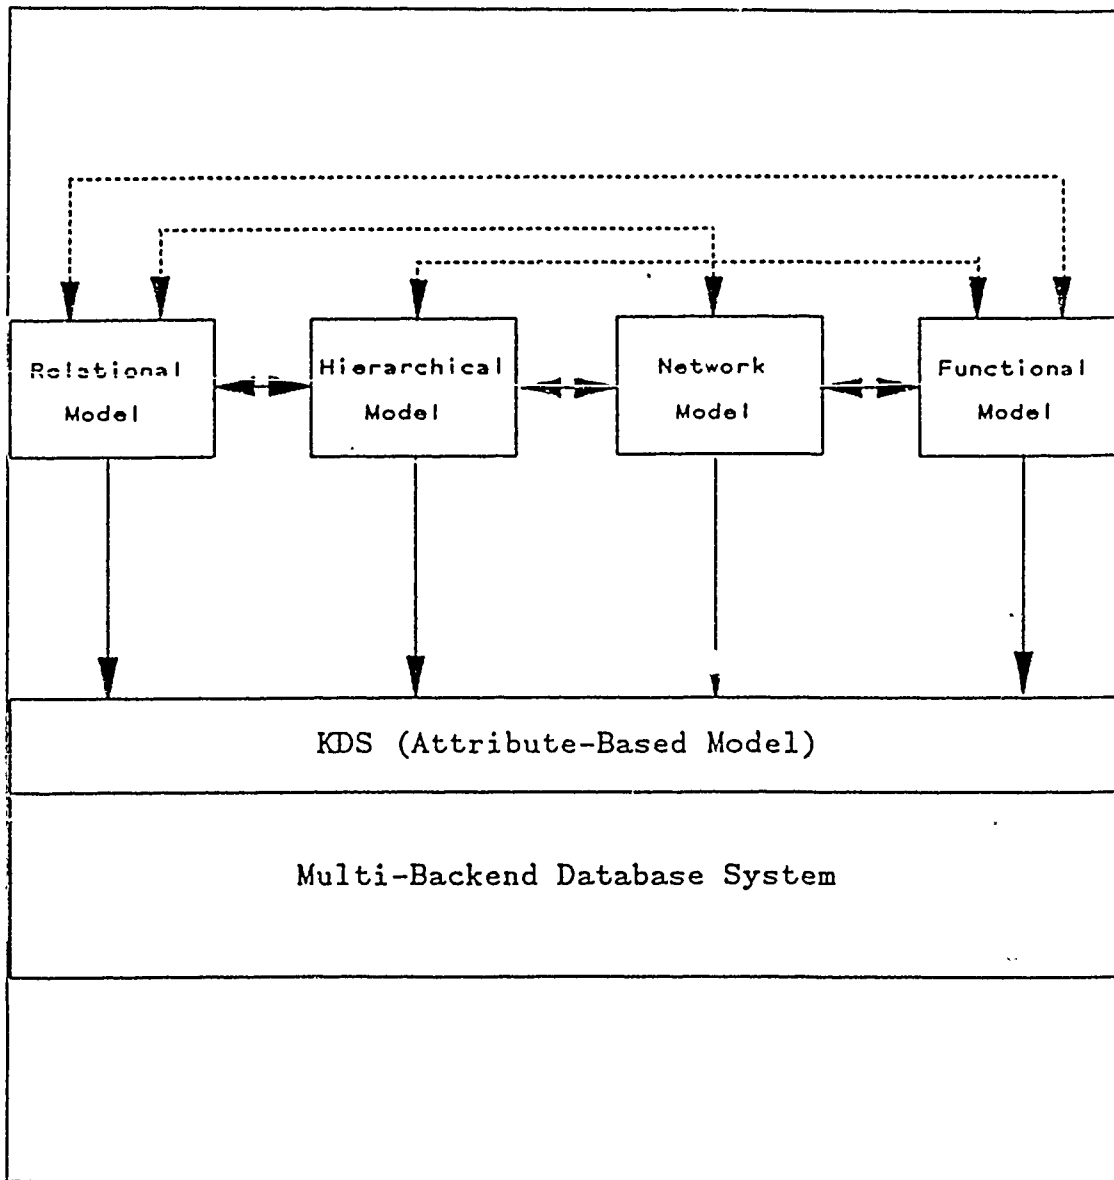 Relational
Model
Hierarchical
Model
Network
Model
Functional
Model
KDS (Attribute-Based Model)
Multi-Backend Database System